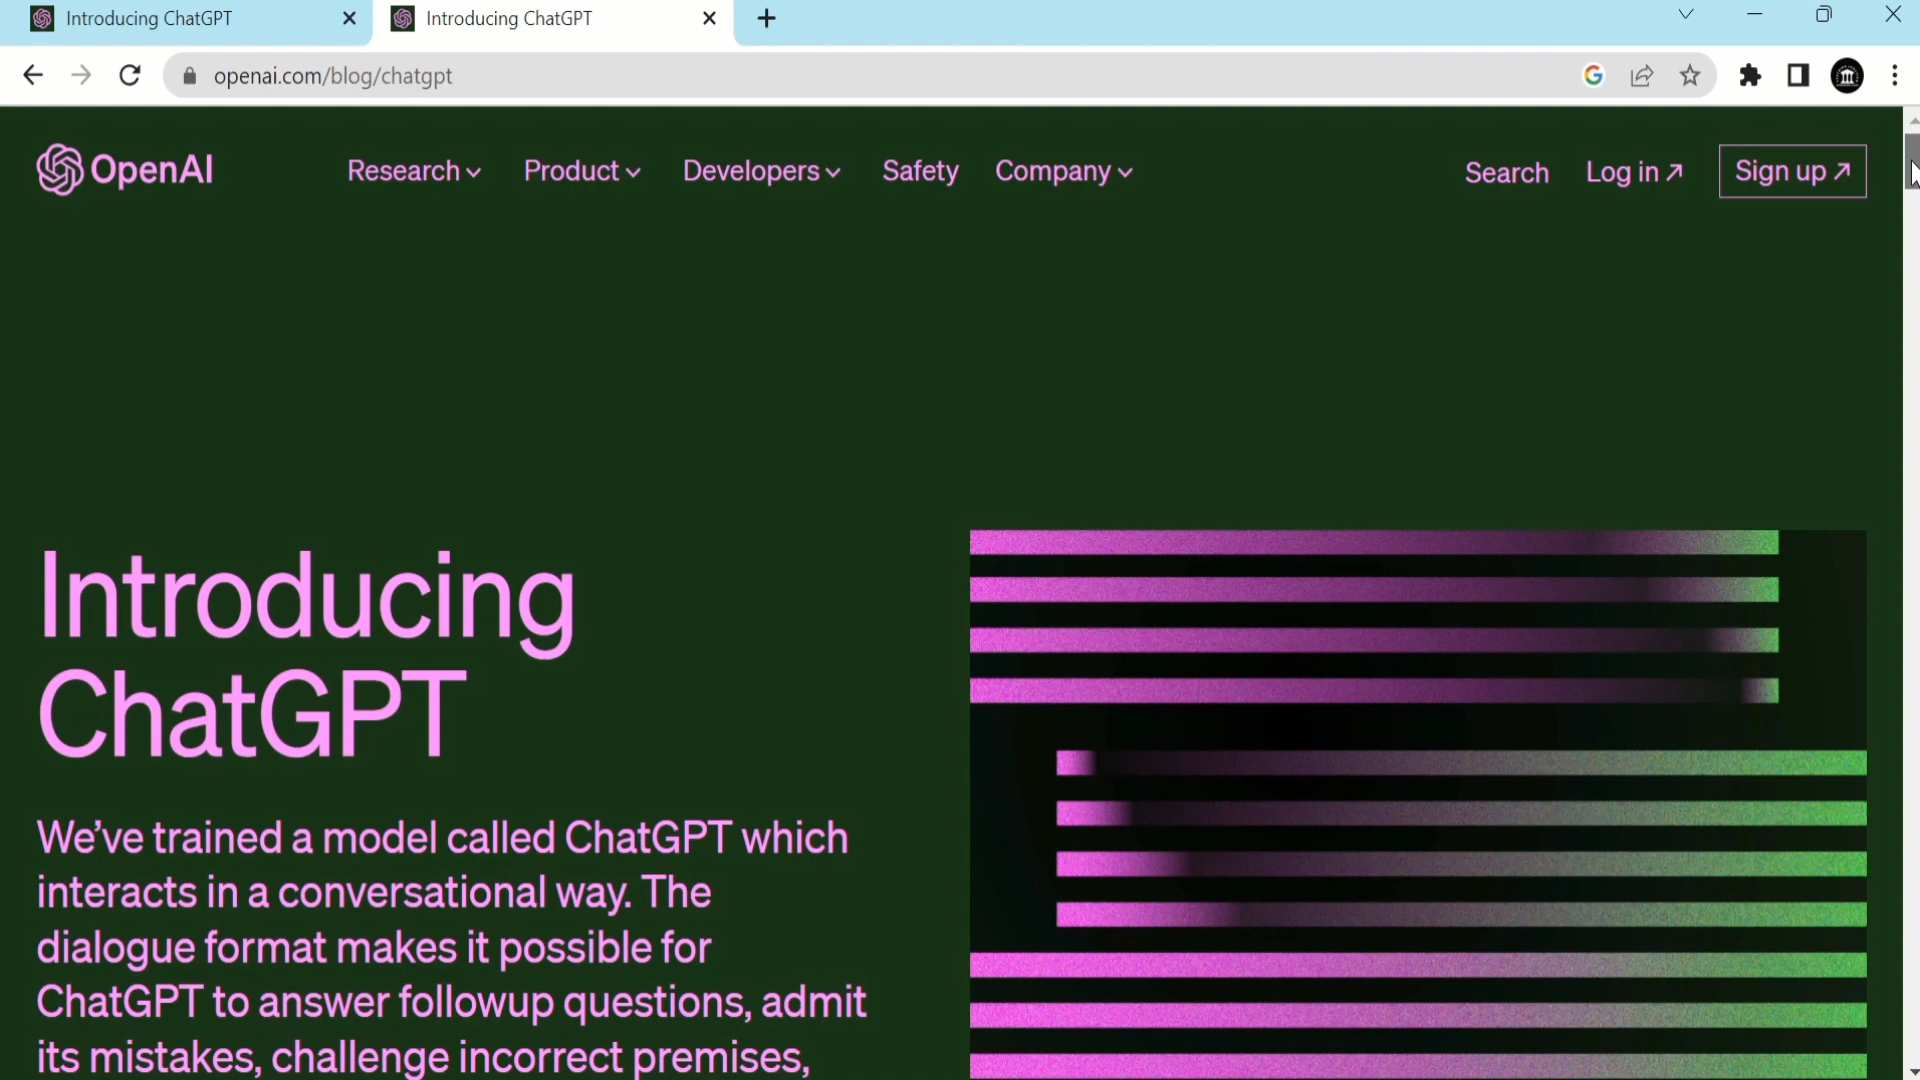 Introducing ChatGPT
Introducing ChatGPT
openai.com/blog/chatgpt
OpenAI
Research
Product
Developers
Safety
Company
Search
Log in ↗
Sign up ↗
Introducing
ChatGPT
We’ve trained a model called ChatGPT which
interacts in a conversational way. The
dialogue format makes it possible for
ChatGPT to answer followup questions, admit
its mistakes, challenge incorrect premises,